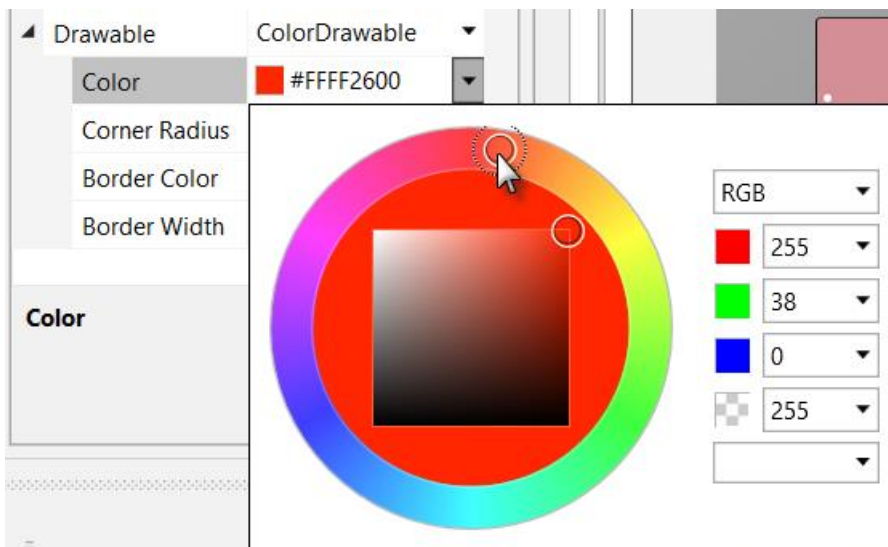 Drawable ColorDrawable
Color #FFFF2600
Corner Radius
Border Color
Border Width
Color
RGB
255
38
0
255